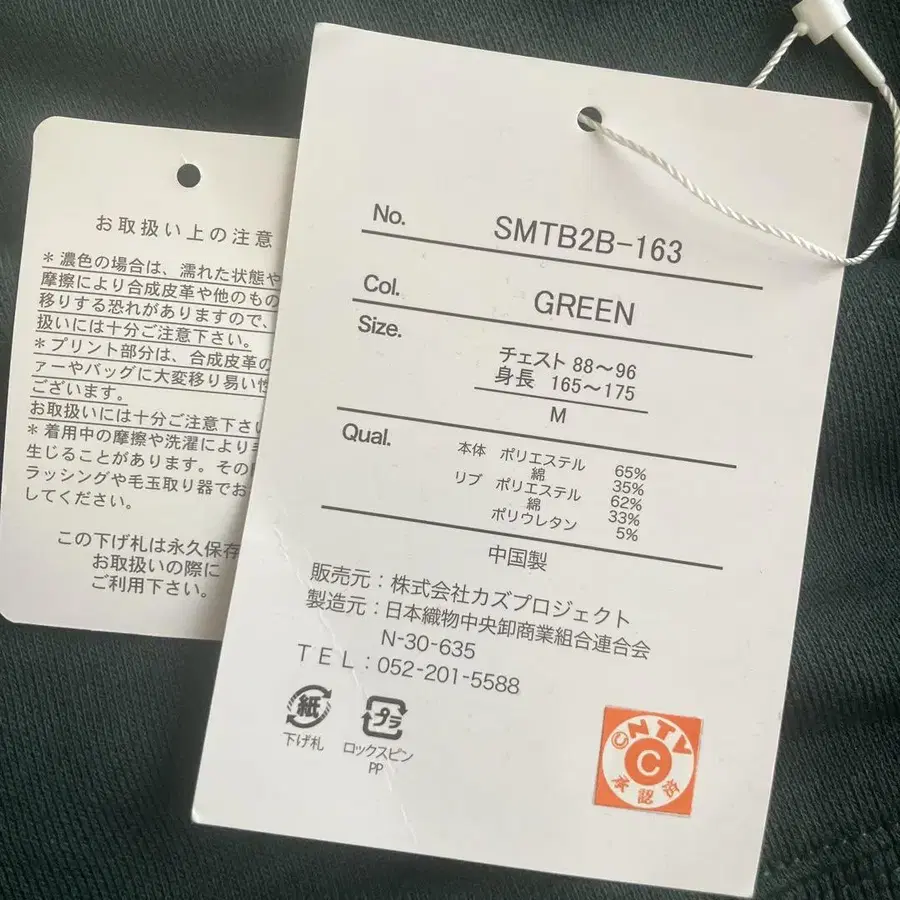 お取扱い上の注意
＊濃色の場合は、濡れた状態や
摩擦により合成皮革や他のもの
移りする恐れがありますので、
扱いには十分ご注意下さい。
＊プリント部分は、合成皮革の
ァーやバッグに大変移り易い性
ございます。
お取扱いには十分ご注意下さい
＊着用中の摩擦や洗濯により毛
生じることがあります。その
ラッシングや毛玉取り器でお
してください。
この下げ札は永久保存
お取扱いの際に
ご利用下さい。
No. SMTB2B-163
Col. GREEN
Size.
チェスト 88～96
身長 165～175
M
Qual.
本体 ポリエステル 65%
綿 35%
リブ ポリエステル 62%
綿 33%
ポリウレタン 5%
中国製
販売元：株式会社カズプロジェクト
製造元：日本織物中央卸商業組合連合会
N-30-635
TEL：052-201-5588
紙
下げ札
プラ
ロックスピン
PP
©NTV
C
承認済